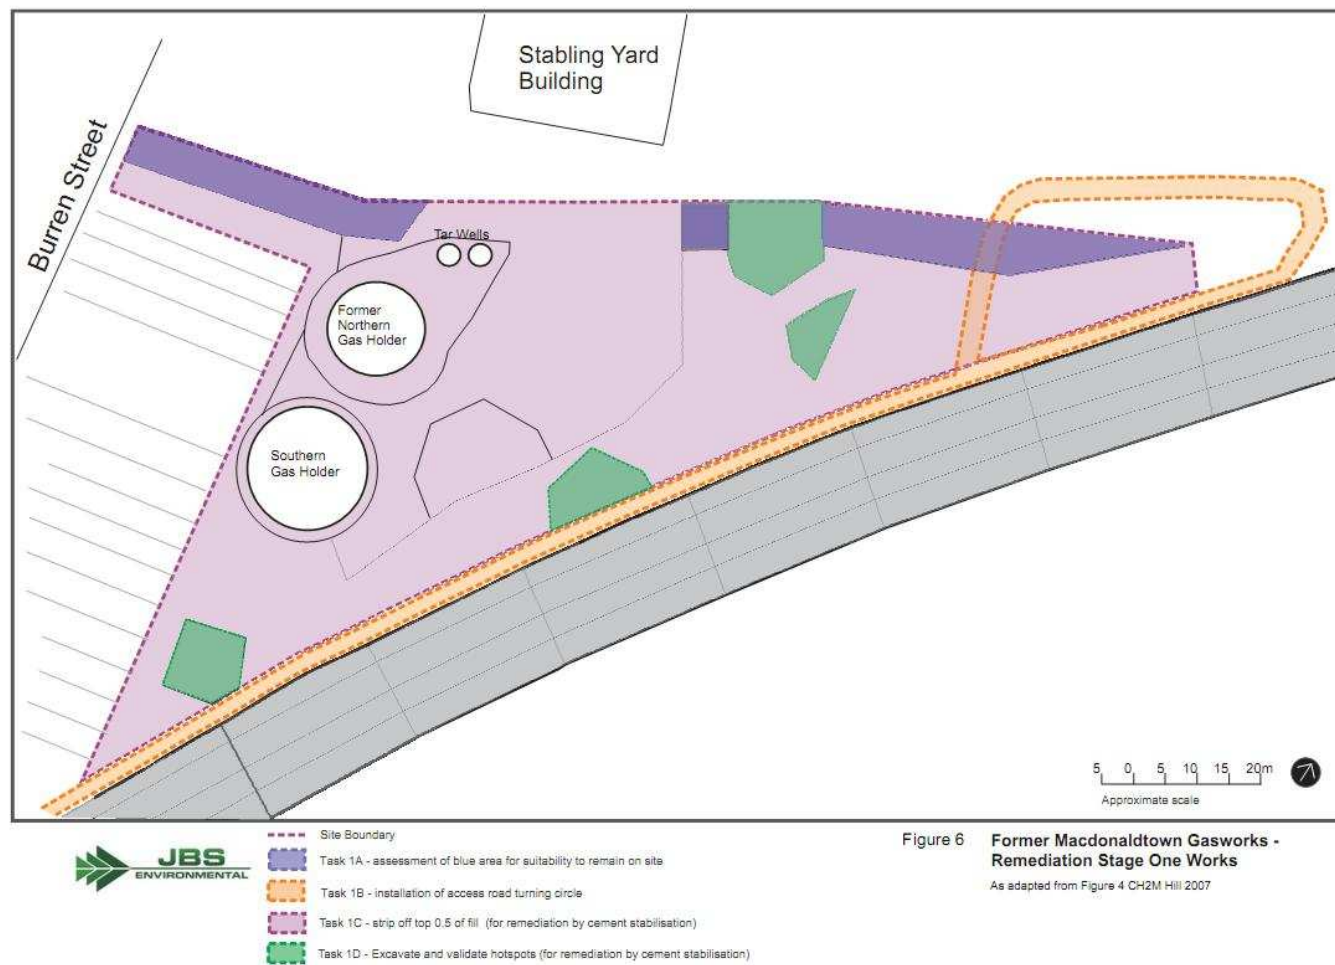 Stabling Yard
Building
Burren Street
Tar Wells
Former
Northern
Gas Holder
Southern
Gas Holder
5 0 5 10 15 20m
Approximate scale
JBS
ENVIRONMENTAL
Site Boundary
Task 1A - assessment of blue area for suitability to remain on site
Task 1B - installation of access road turning circle
Task 1C - strip off top 0.5 of fill (for remediation by cement stabilisation)
Task 1D - Excavate and validate hotspots (for remediation by cement stabilisation)
Figure 6
Former Macdonaldtown Gasworks -
Remediation Stage One Works
As adapted from Figure 4 CH2M Hill 2007